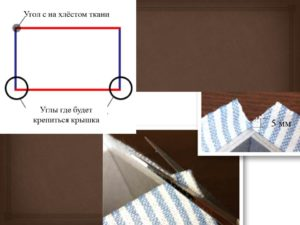 Угол с на хлёстом ткани
Углы где будет
крепиться крышка
5 мм